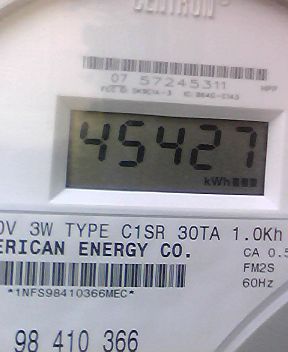 CENTRON
07 57245311
45427
kWh
0V 3W TYPE C1SR 30TA 1.0Kh
ERICAN ENERGY CO.
CA 0.5
FM2S
60Hz
*1NFS98410366MEC*
98 410 366